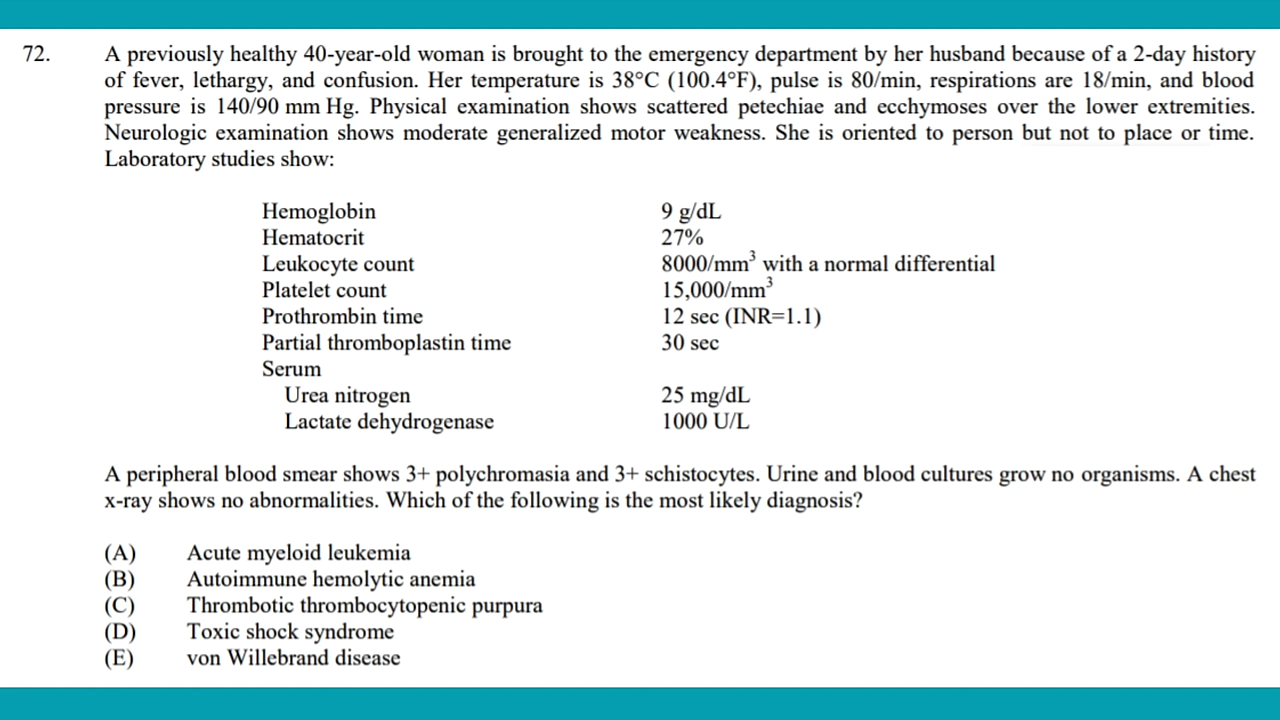 72. A previously healthy 40-year-old woman is brought to the emergency department by her husband because of a 2-day history
of fever, lethargy, and confusion. Her temperature is 38°C (100.4°F), pulse is 80/min, respirations are 18/min, and blood
pressure is 140/90 mm Hg. Physical examination shows scattered petechiae and ecchymoses over the lower extremities.
Neurologic examination shows moderate generalized motor weakness. She is oriented to person but not to place or time.
Laboratory studies show:
Hemoglobin 9 g/dL
Hematocrit 27%
Leukocyte count 8000/mm³ with a normal differential
Platelet count 15,000/mm³
Prothrombin time 12 sec (INR=1.1)
Partial thromboplastin time 30 sec
Serum
Urea nitrogen 25 mg/dL
Lactate dehydrogenase 1000 U/L
A peripheral blood smear shows 3+ polychromasia and 3+ schistocytes. Urine and blood cultures grow no organisms. A chest
x-ray shows no abnormalities. Which of the following is the most likely diagnosis?
(A) Acute myeloid leukemia
(B) Autoimmune hemolytic anemia
(C) Thrombotic thrombocytopenic purpura
(D) Toxic shock syndrome
(E) von Willebrand disease